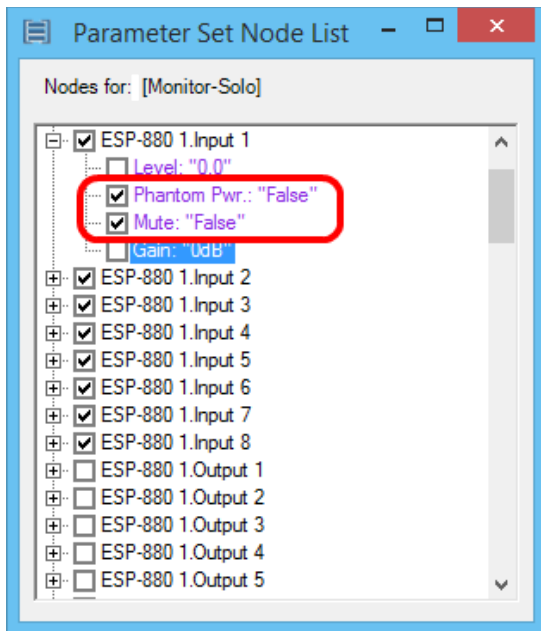 Parameter Set Node List
Nodes for: [Monitor-Solo]
ESP-880 1.Input 1
Level: "0.0"
Phantom Pwr.: "False"
Mute: "False"
Gain: "0dB"
ESP-880 1.Input 2
ESP-880 1.Input 3
ESP-880 1.Input 4
ESP-880 1.Input 5
ESP-880 1.Input 6
ESP-880 1.Input 7
ESP-880 1.Input 8
ESP-880 1.Output 1
ESP-880 1.Output 2
ESP-880 1.Output 3
ESP-880 1.Output 4
ESP-880 1.Output 5